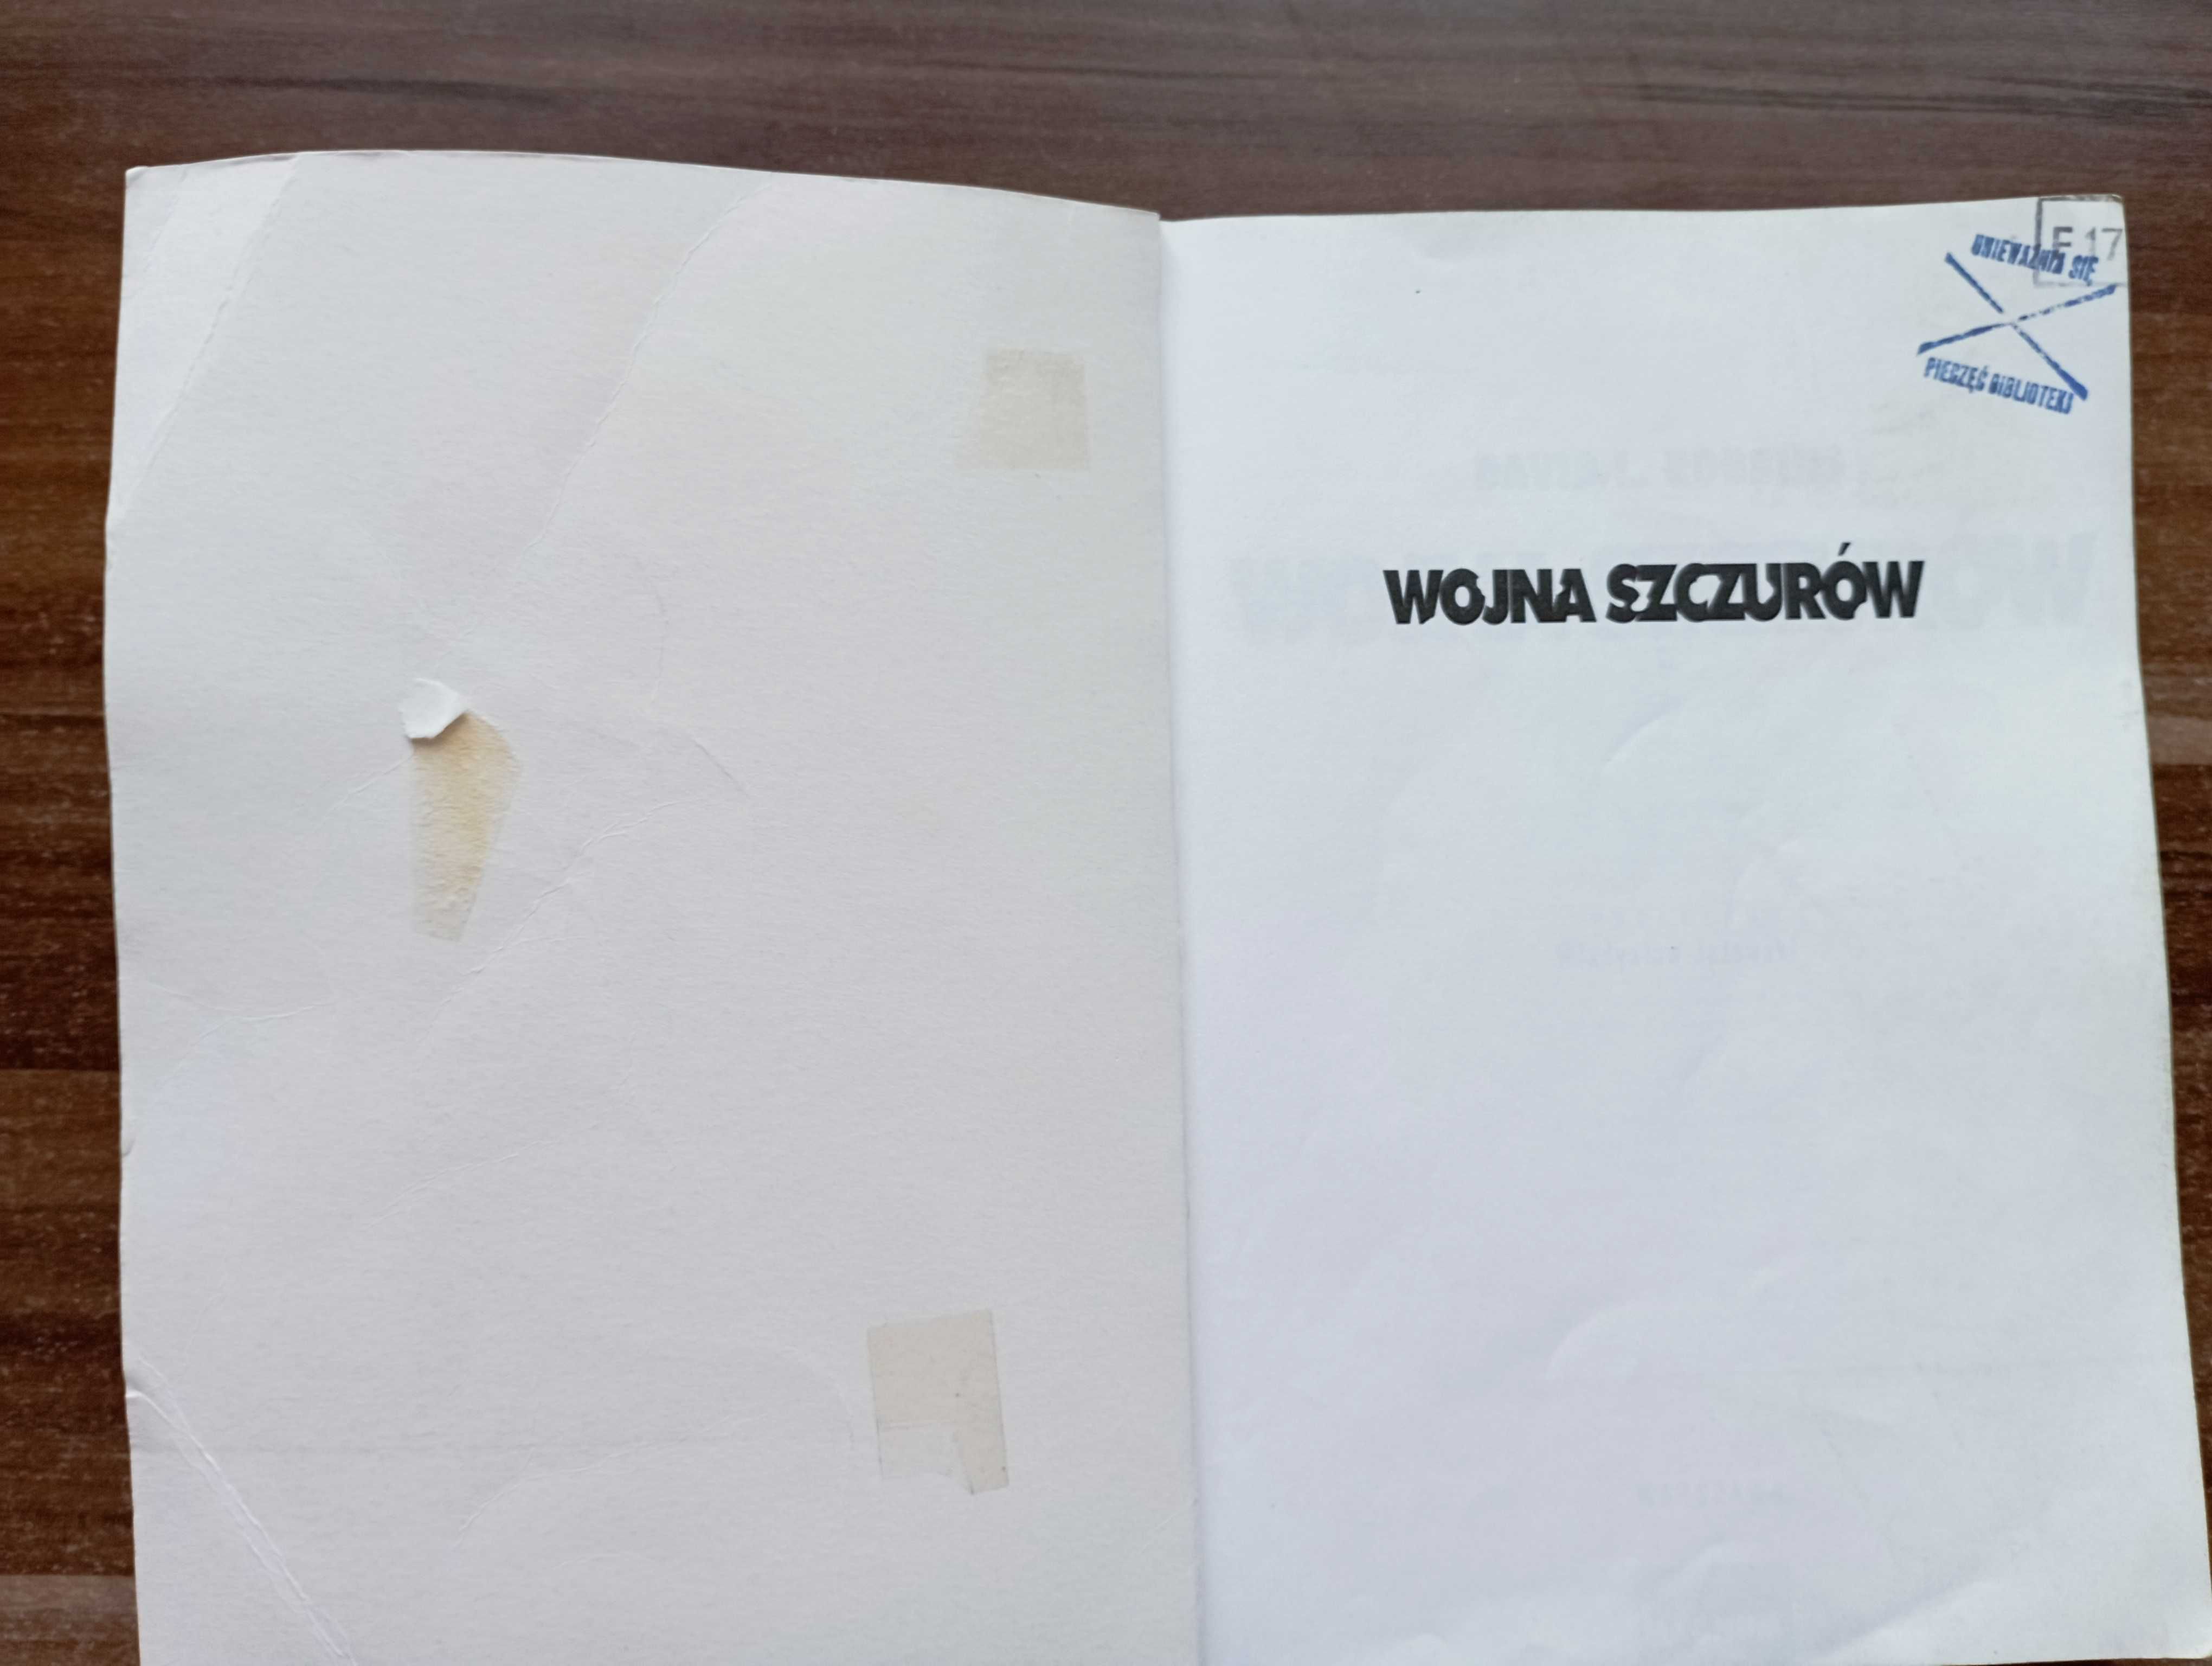 F 17
UNIEWAŻNIA SIĘ
PIECZĘĆ BIBLIOTEKI
WOJNA SZCZURÓW